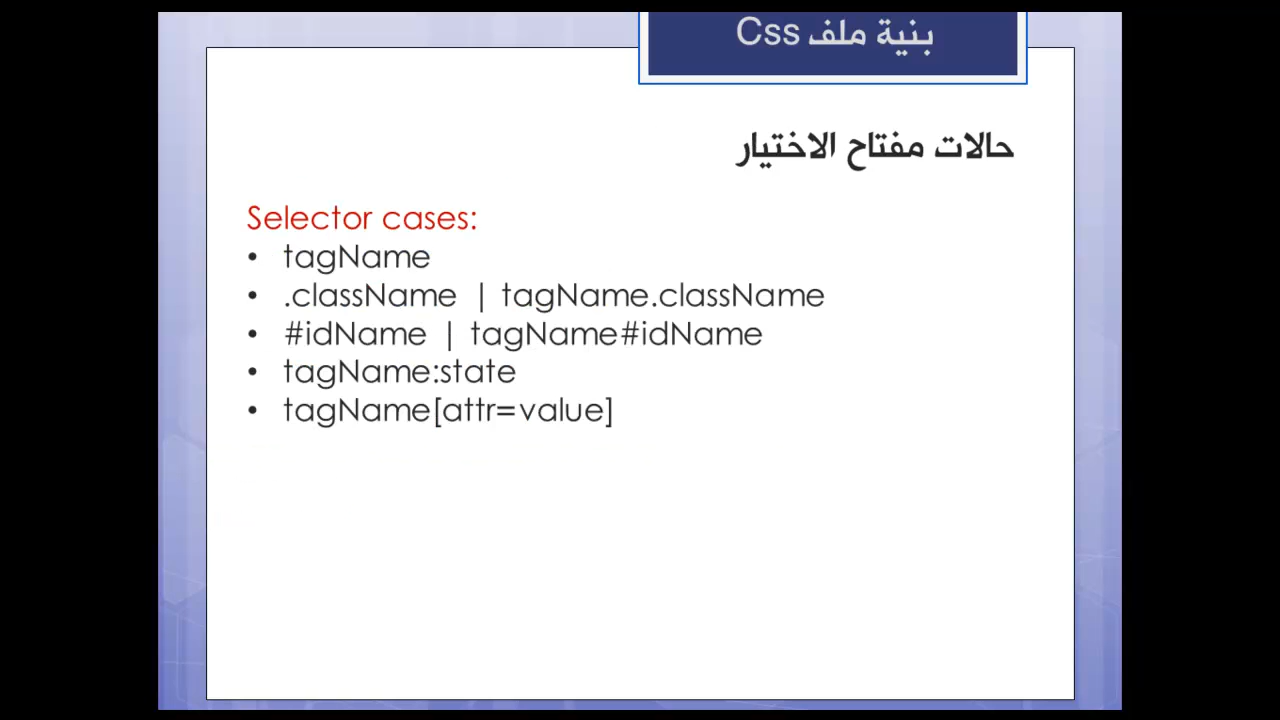 بنية ملف Css
حالات مفتاح الاختيار
Selector cases:
• tagName
• .className | tagName.className
• #idName | tagName#idName
• tagName:state
• tagName[attr=value]